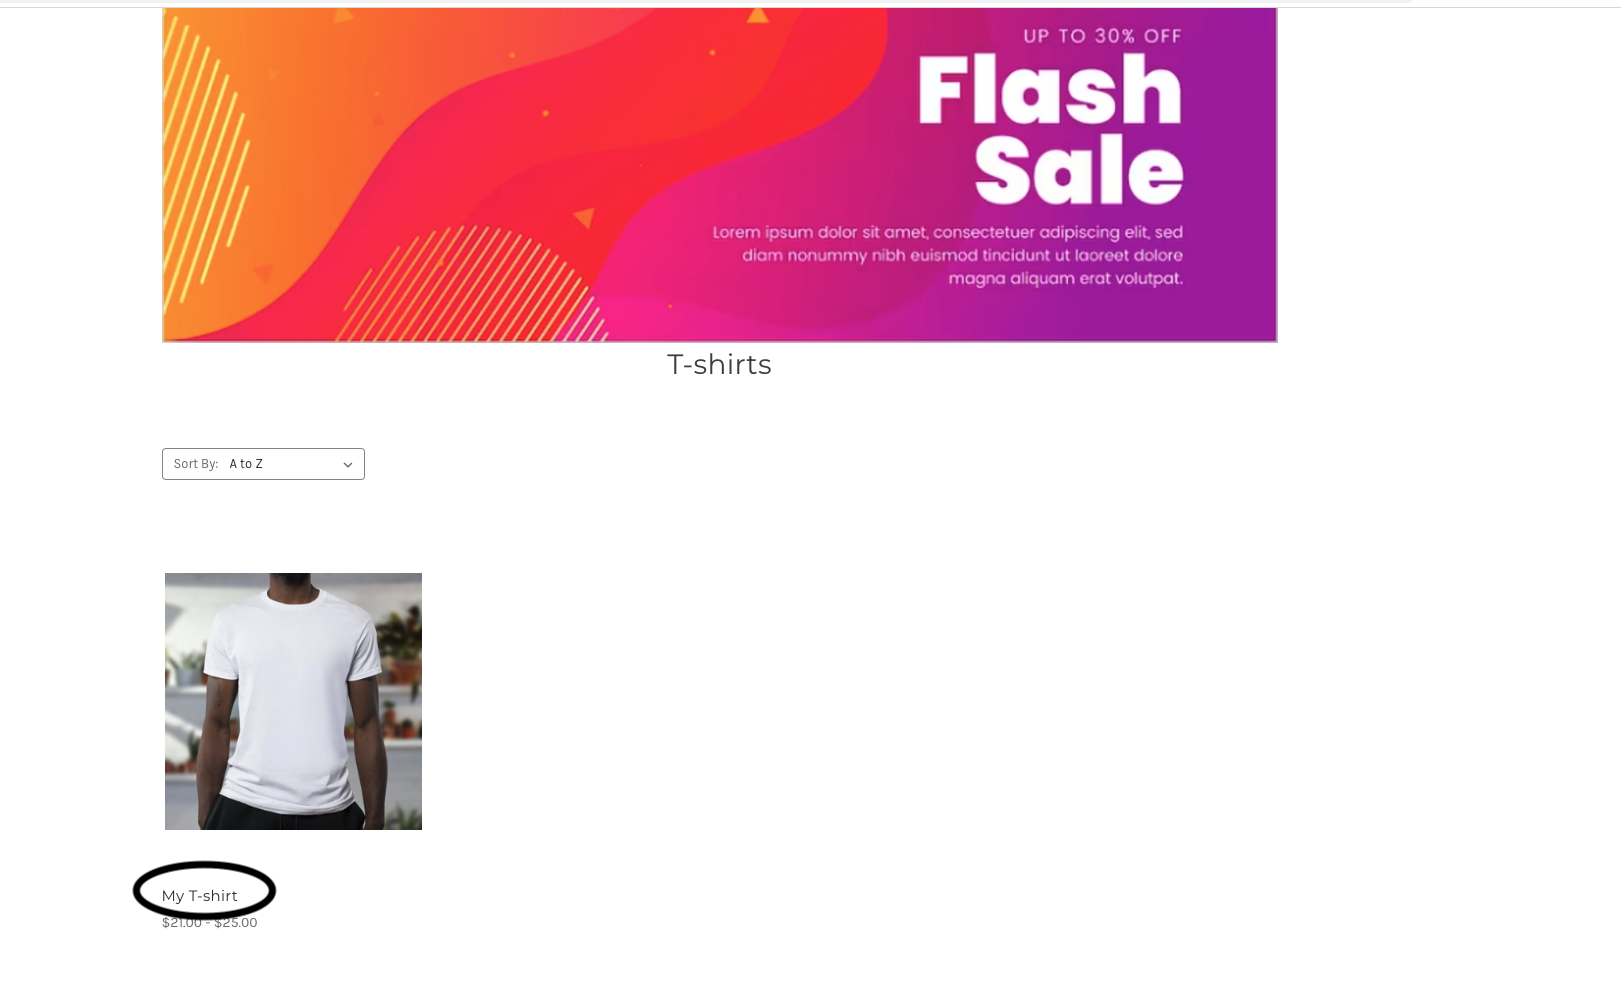 UP TO 30% OFF
Flash
Sale
Lorem ipsum dolor sit amet, consectetuer adipiscing elit, sed
diam nonummy nibh euismod tincidunt ut laoreet dolore
magna aliquam erat volutpat.
T-shirts
Sort By: A to Z
My T-shirt
$21.00 - $25.00